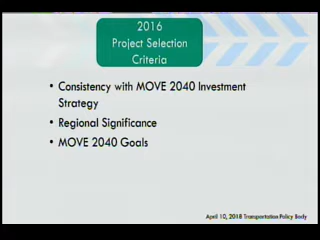 2016
Project Selection
Criteria
• Consistency with MOVE 2040 Investment
Strategy
• Regional Significance
• MOVE 2040 Goals
April 10, 2018 Transportation Policy Body